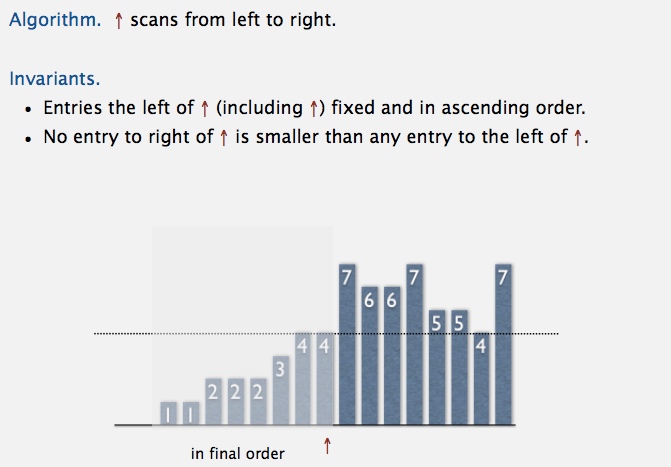 Algorithm. ↑ scans from left to right.
Invariants.
• Entries the left of ↑ (including ↑) fixed and in ascending order.
• No entry to right of ↑ is smaller than any entry to the left of ↑.
1 1 2 2 2 3 4 4 7 6 6 7 5 5 4 7
in final order ↑